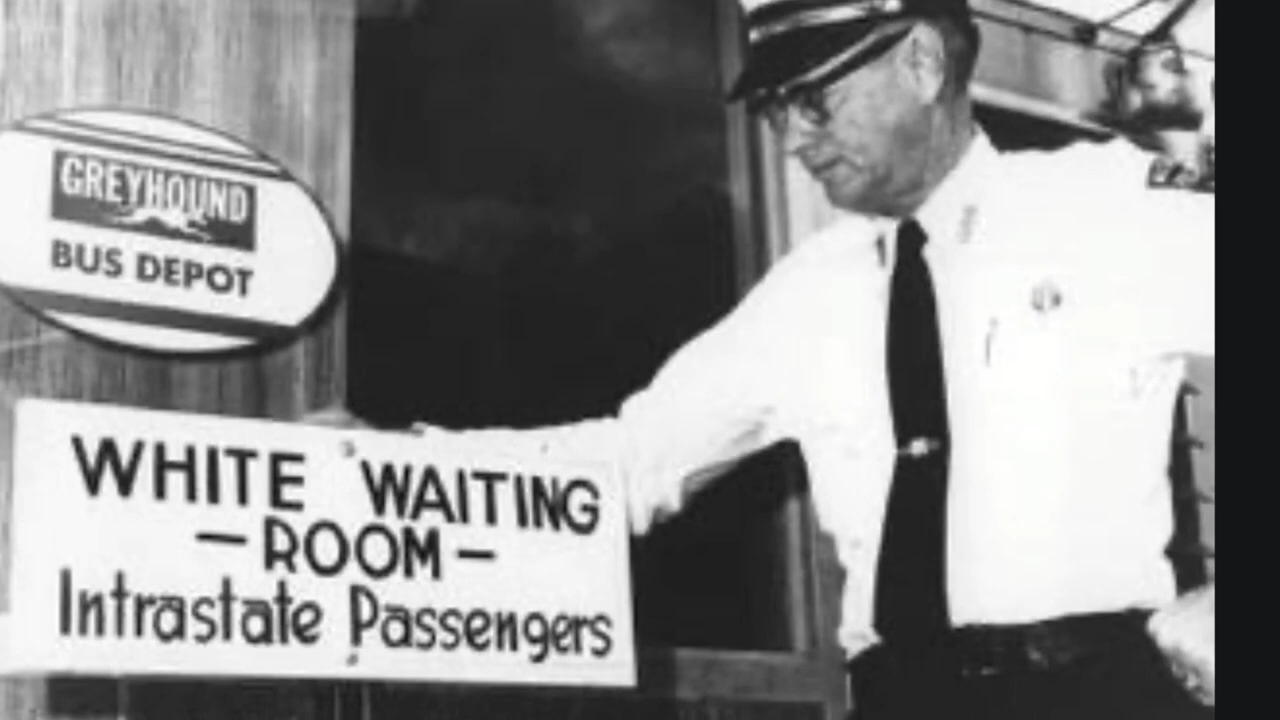 GREYHOUND
BUS DEPOT
WHITE WAITING
– ROOM –
Intrastate Passengers